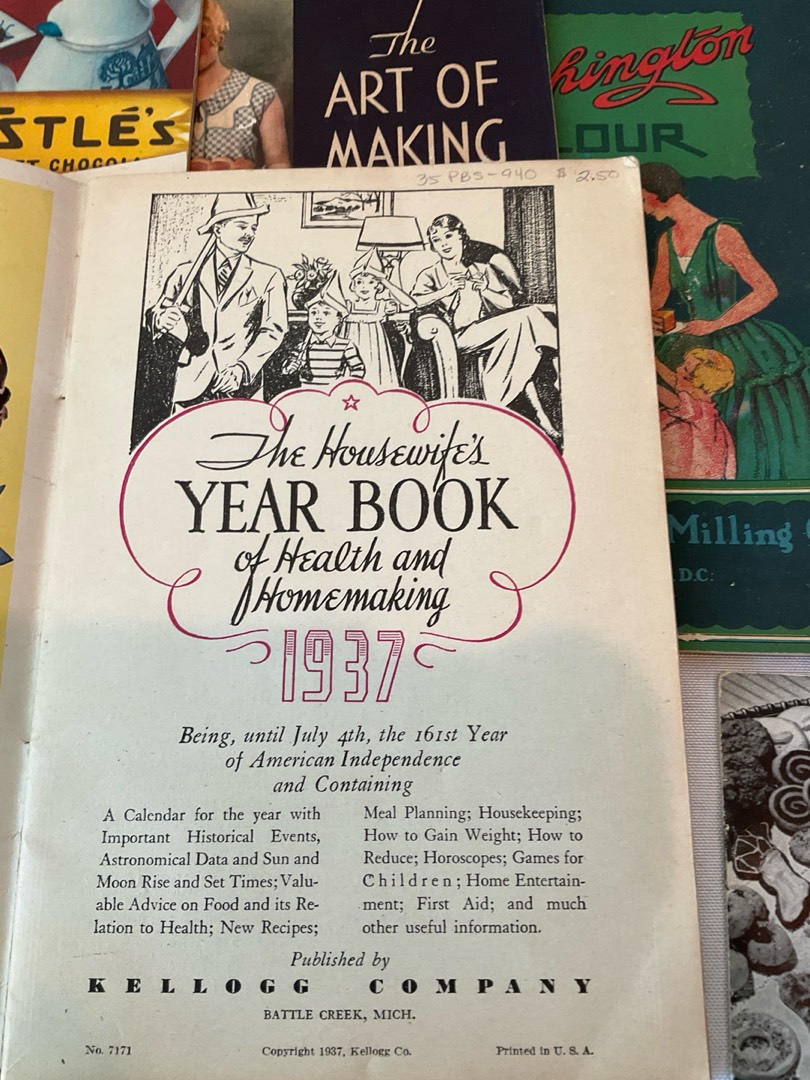 The
ART OF
MAKING
STLÉ'S
hington
LOUR
Milling
D.C:
35 PBS-940 $2.50
The Housewife's
YEAR BOOK
of Health and
Homemaking
1937
Being, until July 4th, the 161st Year
of American Independence
and Containing
A Calendar for the year with
Important Historical Events,
Astronomical Data and Sun and
Moon Rise and Set Times; Valu-
able Advice on Food and its Re-
lation to Health; New Recipes;
Meal Planning; Housekeeping;
How to Gain Weight; How to
Reduce; Horoscopes; Games for
Children; Home Entertain-
ment; First Aid; and much
other useful information.
Published by
KELLOGG COMPANY
BATTLE CREEK, MICH.
No. 7171 Copyright 1937, Kellogg Co. Printed in U. S. A.